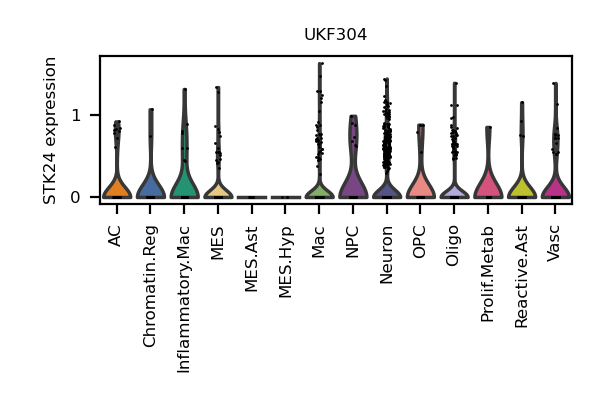 UKF304
STK24 expression
1
0
AC
Chromatin.Reg
Inflammatory.Mac
MES
MES.Ast
MES.Hyp
Mac
NPC
Neuron
OPC
Oligo
Prolif.Metab
Reactive.Ast
Vasc